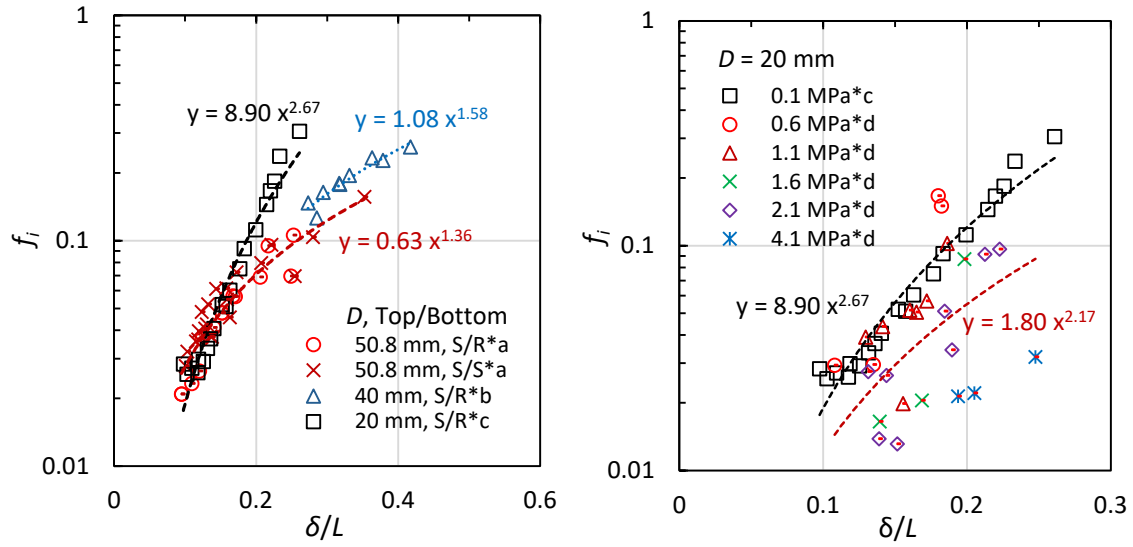 1
0.1
0.01
f_i
y = 8.90 x^2.67
y = 1.08 x^1.58
y = 0.63 x^1.36
D, Top/Bottom
50.8 mm, S/R*a
50.8 mm, S/S*a
40 mm, S/R*b
20 mm, S/R*c
0 0.2 0.4 0.6
δ/L
1
0.1
0.01
f_i
D = 20 mm
0.1 MPa*c
0.6 MPa*d
1.1 MPa*d
1.6 MPa*d
2.1 MPa*d
4.1 MPa*d
y = 8.90 x^2.67
y = 1.80 x^2.17
0 0.1 0.2 0.3
δ/L